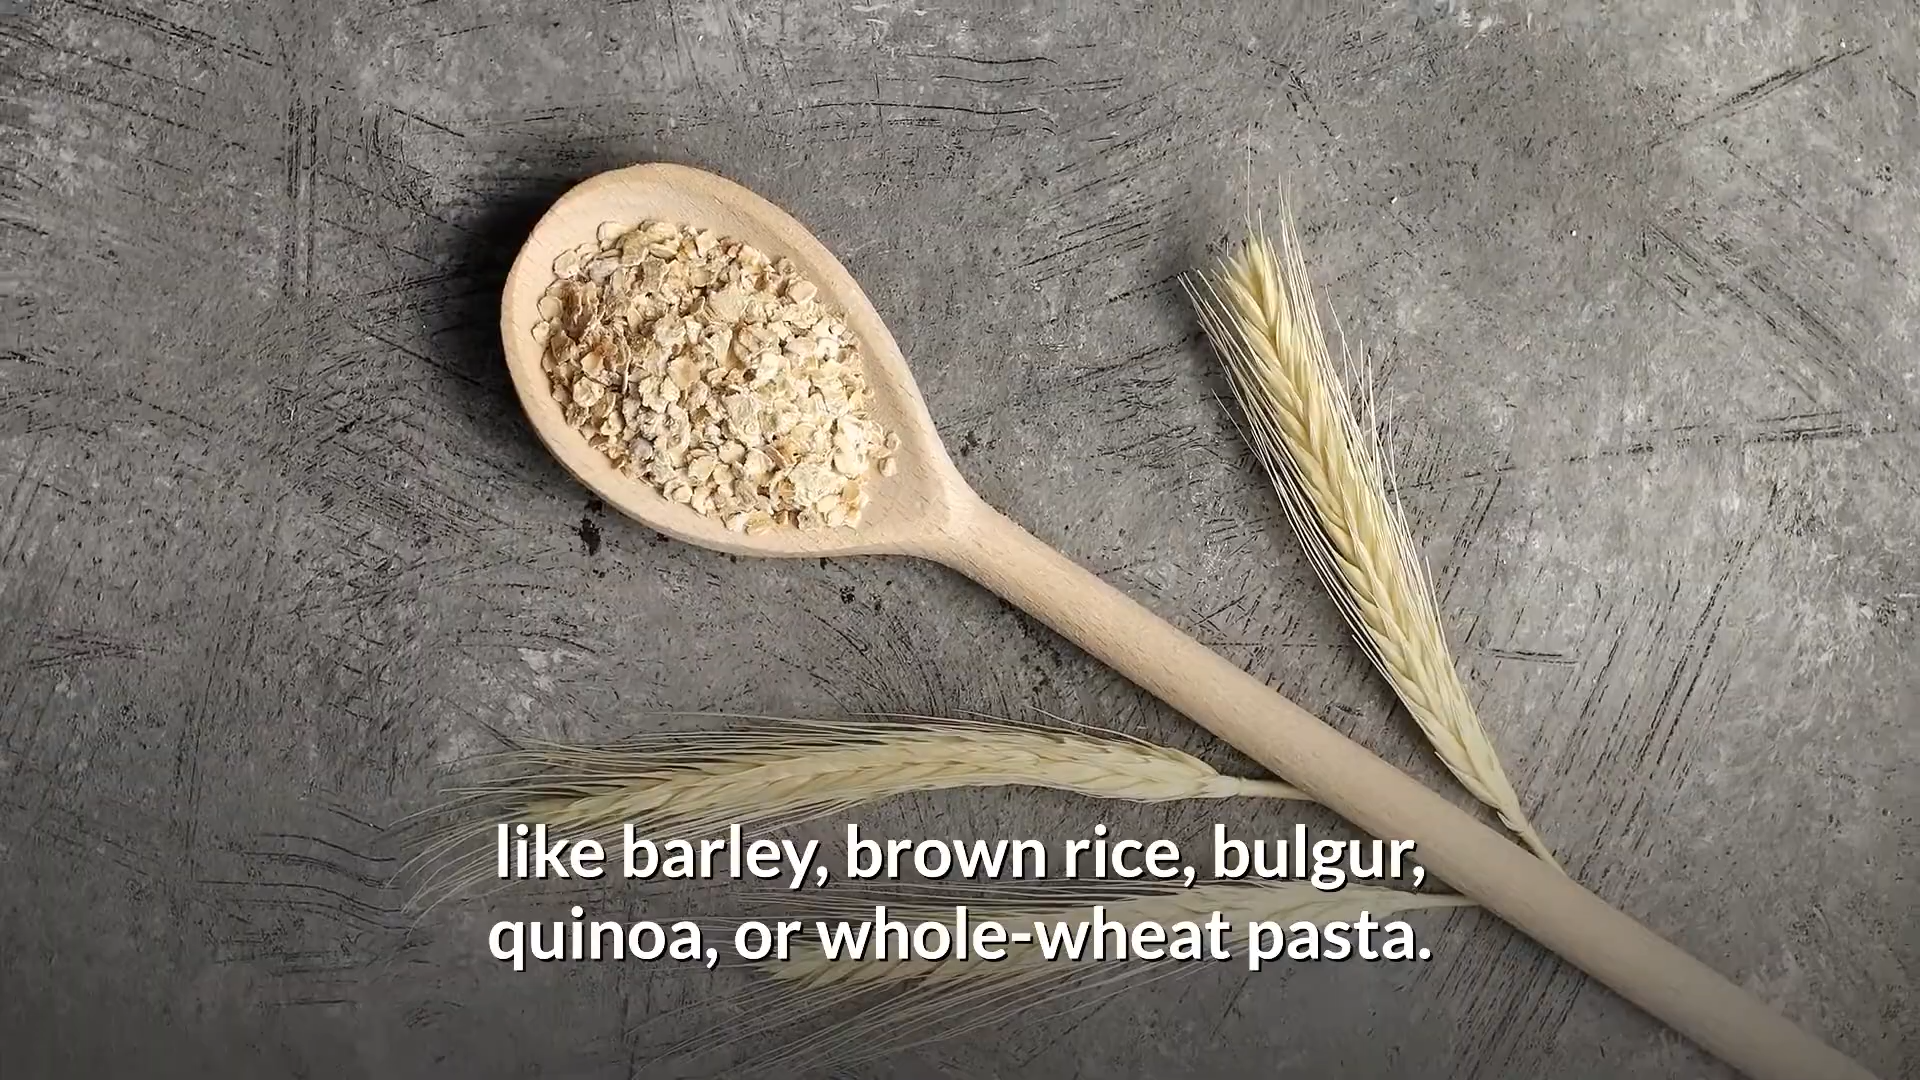 like barley, brown rice, bulgur,
quinoa, or whole-wheat pasta.